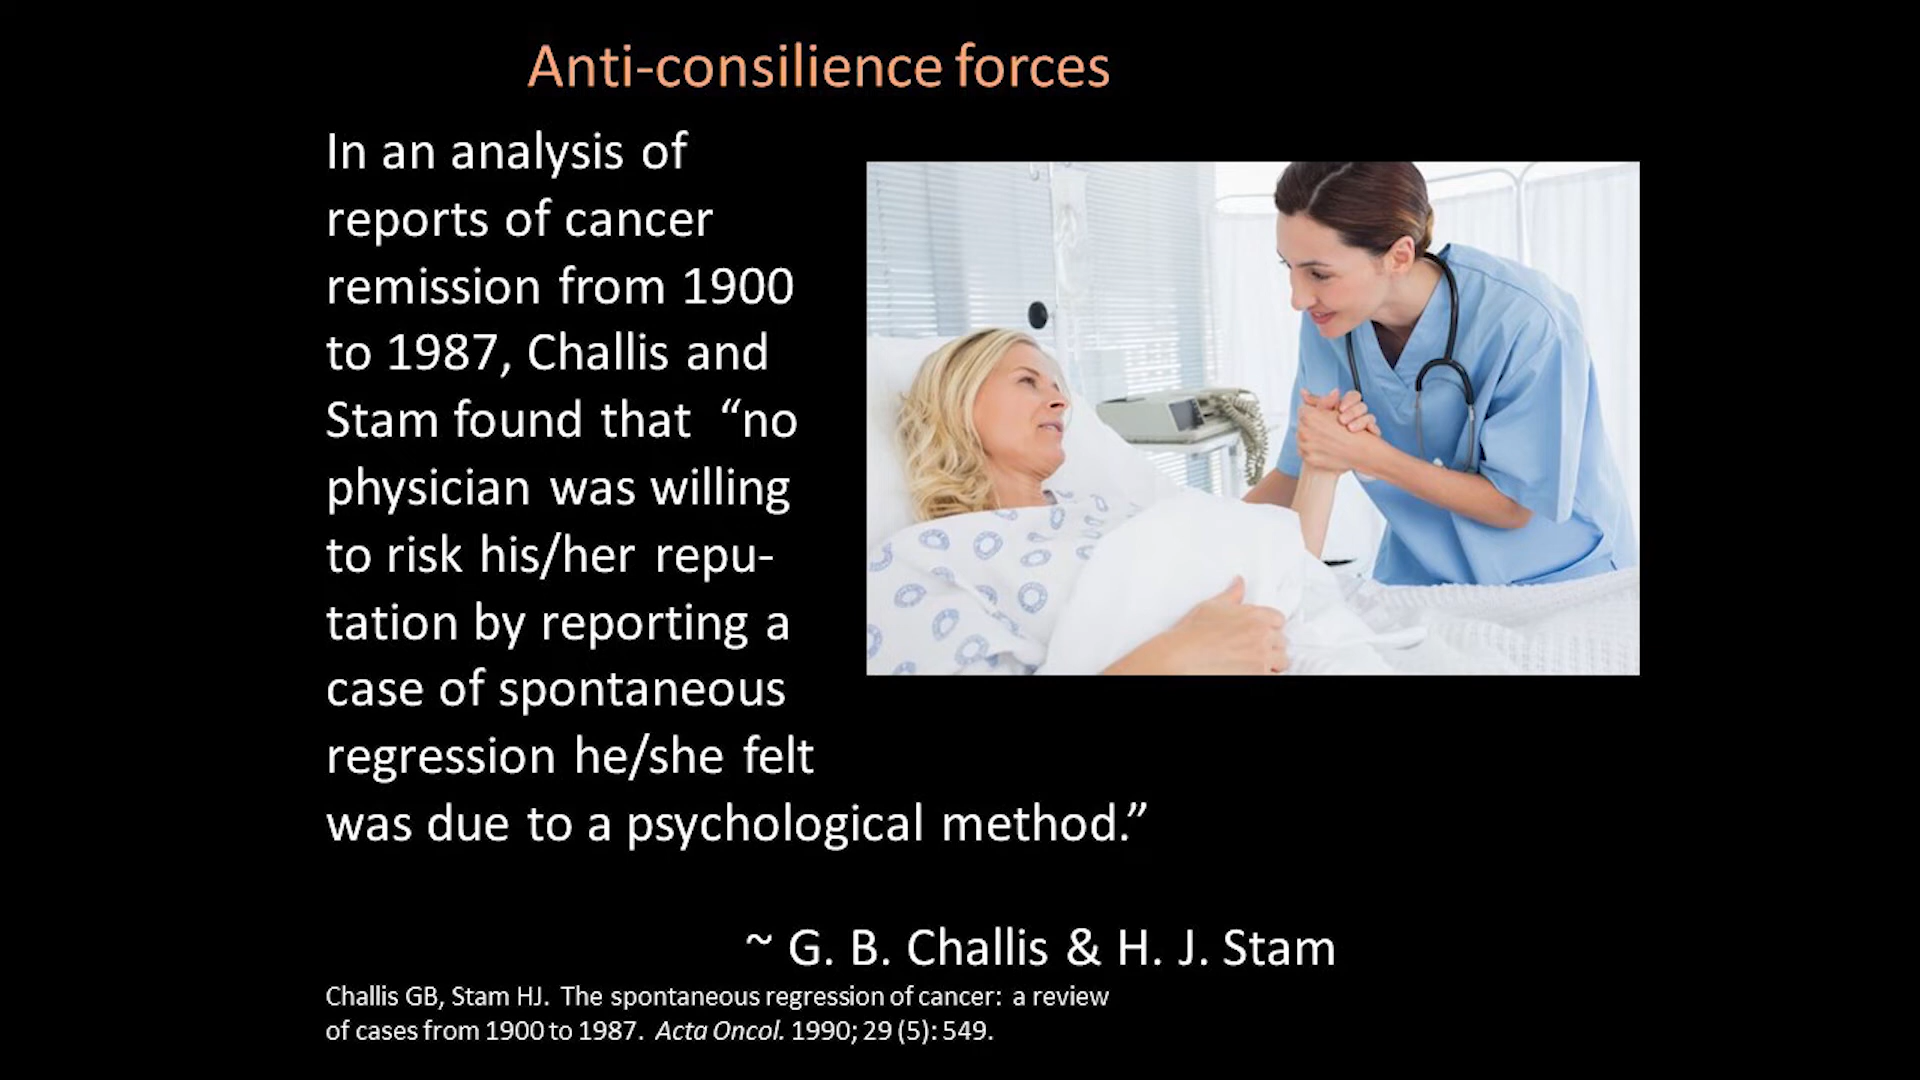 Anti-consilience forces
In an analysis of
reports of cancer
remission from 1900
to 1987, Challis and
Stam found that “no
physician was willing
to risk his/her repu-
tation by reporting a
case of spontaneous
regression he/she felt
was due to a psychological method.”
~ G. B. Challis & H. J. Stam
Challis GB, Stam HJ. The spontaneous regression of cancer: a review
of cases from 1900 to 1987. Acta Oncol. 1990; 29 (5): 549.